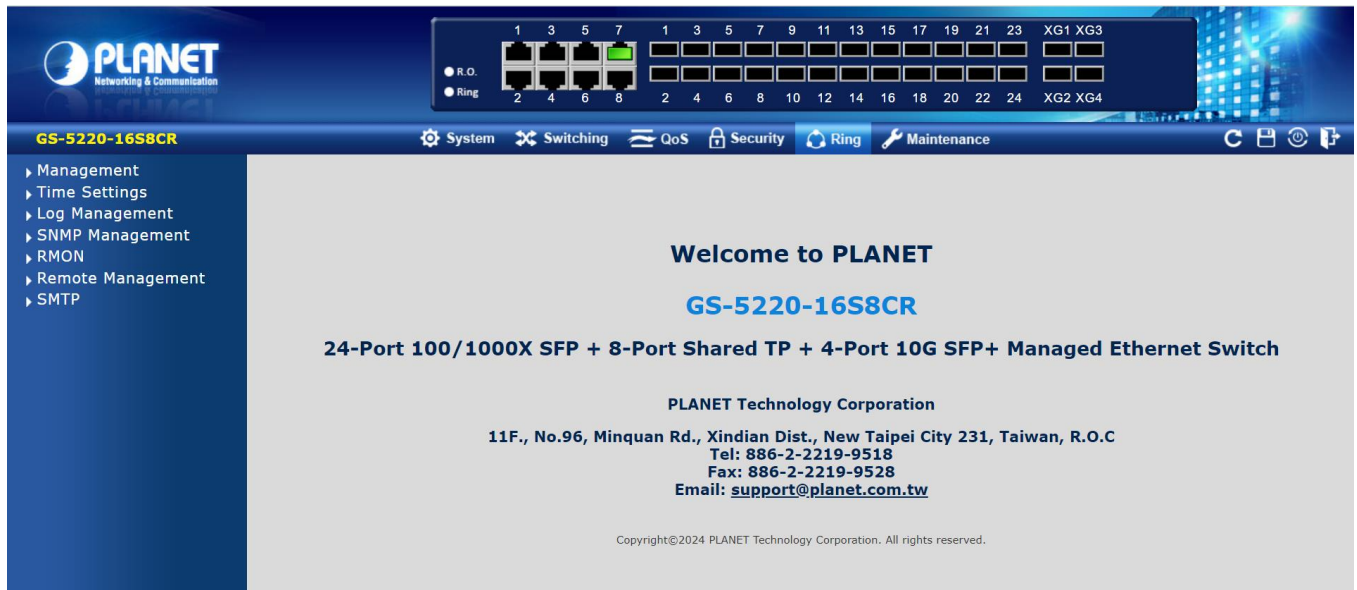 PLANET
Networking & Communication
R.O.
Ring
1 3 5 7 1 3 5 7 9 11 13 15 17 19 21 23 XG1 XG3
2 4 6 8 2 4 6 8 10 12 14 16 18 20 22 24 XG2 XG4
GS-5220-16S8CR
System Switching QoS Security Ring Maintenance
Management
Time Settings
Log Management
SNMP Management
RMON
Remote Management
SMTP
Welcome to PLANET
GS-5220-16S8CR
24-Port 100/1000X SFP + 8-Port Shared TP + 4-Port 10G SFP+ Managed Ethernet Switch
PLANET Technology Corporation
11F., No.96, Minquan Rd., Xindian Dist., New Taipei City 231, Taiwan, R.O.C
Tel: 886-2-2219-9518
Fax: 886-2-2219-9528
Email: support@planet.com.tw
Copyright©2024 PLANET Technology Corporation. All rights reserved.